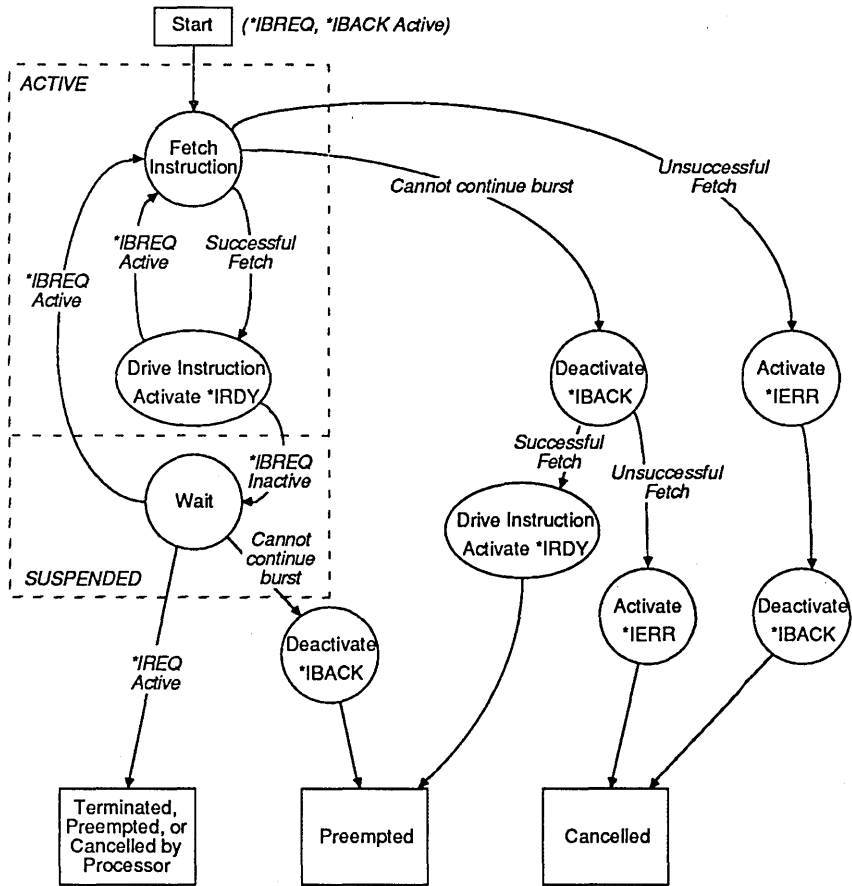 Start (*IBREQ, *IBACK Active)
ACTIVE
Fetch
Instruction
Unsuccessful
Fetch
Cannot continue burst
*IBREQ
Active
Successful
Fetch
*IBREQ
Active
Drive Instruction
Activate *IRDY
Deactivate
*IBACK
Activate
*IERR
*IBREQ
Inactive
Successful
Fetch
Unsuccessful
Fetch
Wait
Cannot
continue
burst
Drive Instruction
Activate *IRDY
SUSPENDED
Deactivate
*IBACK
Activate
*IERR
Deactivate
*IBACK
*IREQ
Active
Terminated,
Preempted, or
Cancelled by
Processor
Preempted
Cancelled